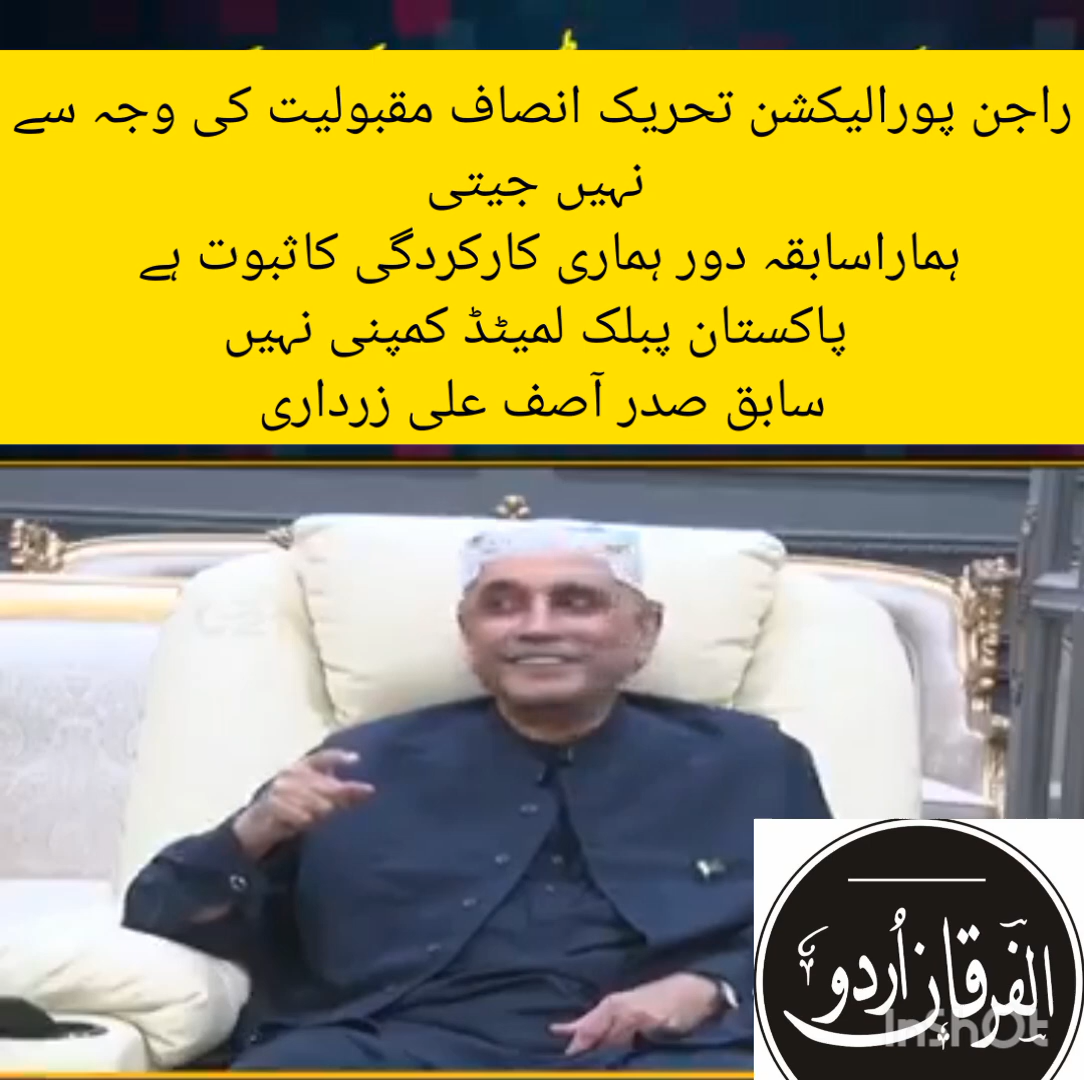 راجن پورالیکشن تحریک انصاف مقبولیت کی وجہ سے
نہیں جیتی
ہماراسابقہ دور ہماری کارکردگی کاثبوت ہے
پاکستان پبلک لمیٹڈ کمپنی نہیں
سابق صدر آصف علی زرداری
الفرقان اُردو
InShOt